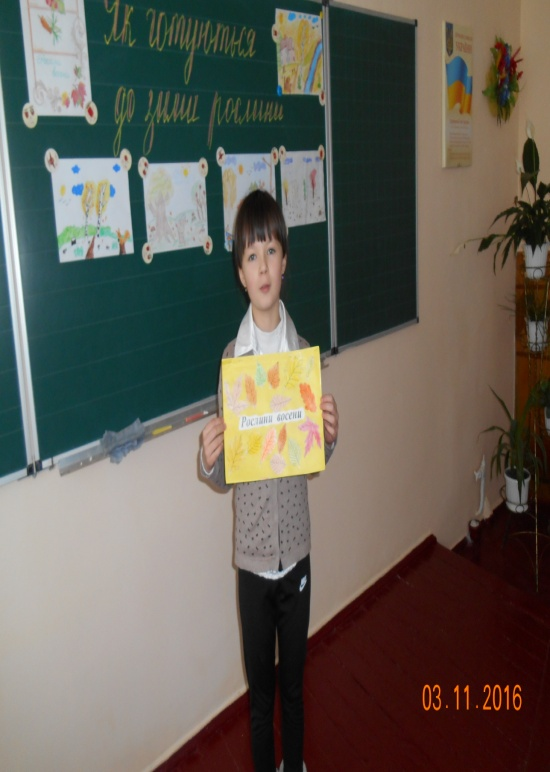 Як готуються
до зими рослини
Рослини восени
03.11.2016